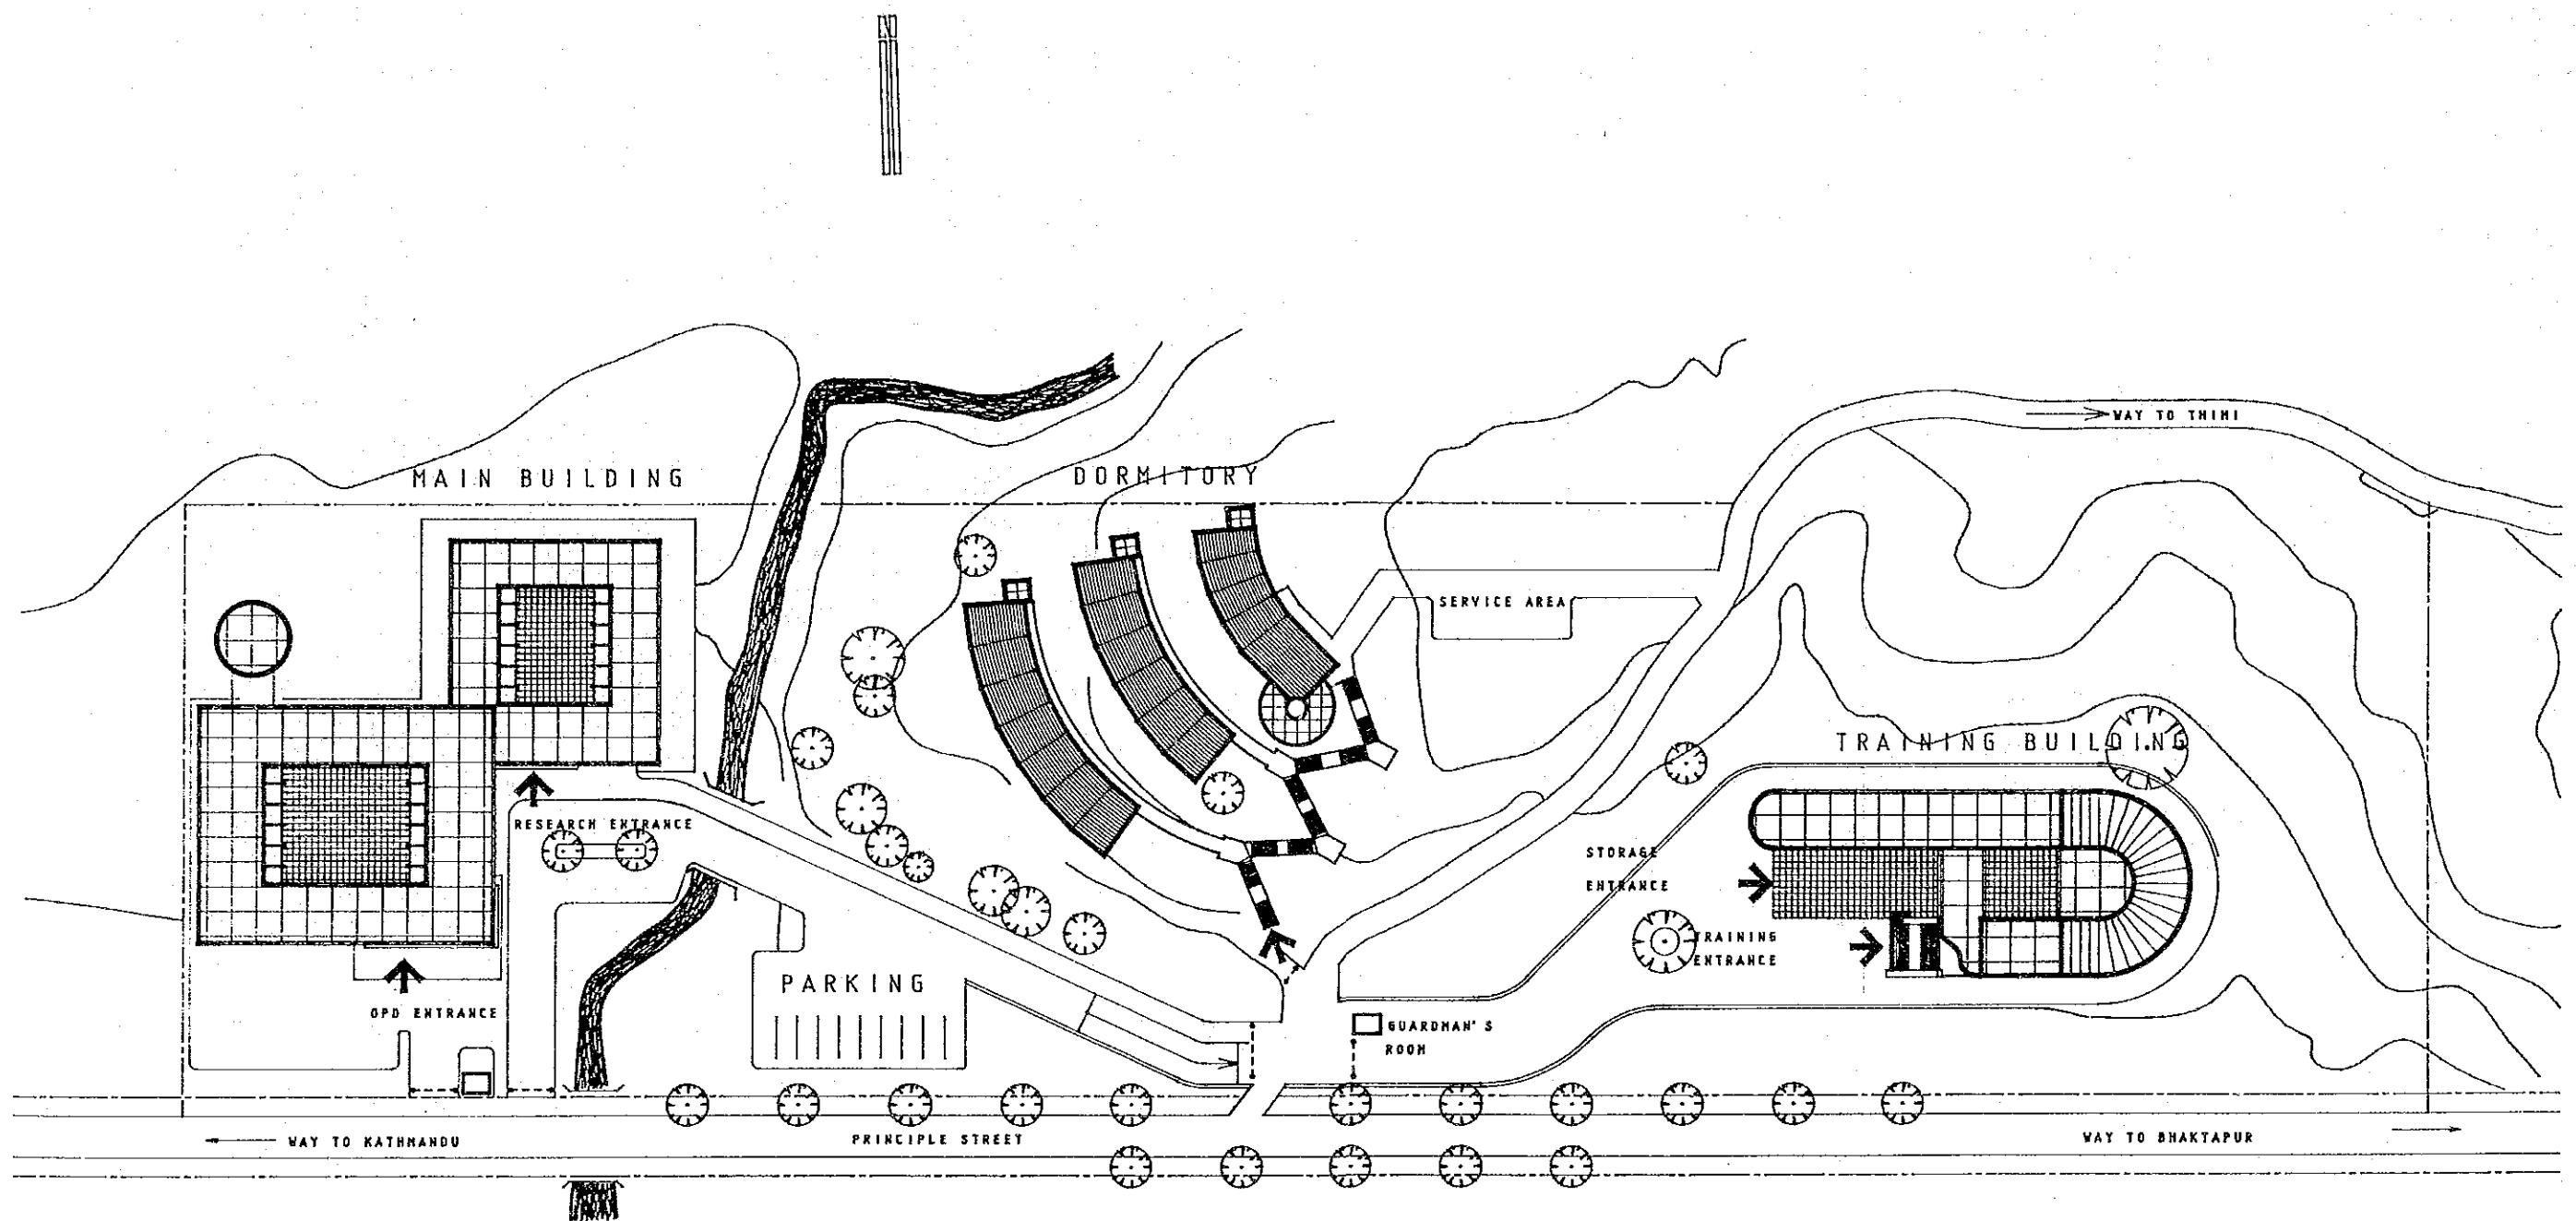 N
WAY TO THIMI
MAIN BUILDING
DORMITORY
SERVICE AREA
TRAINING BUILDING
RESEARCH ENTRANCE
STORAGE
ENTRANCE
TRAINING
ENTRANCE
PARKING
OPD ENTRANCE
GUARDMAN'S
ROOM
WAY TO KATHMANDU
PRINCIPLE STREET
WAY TO BHAKTAPUR